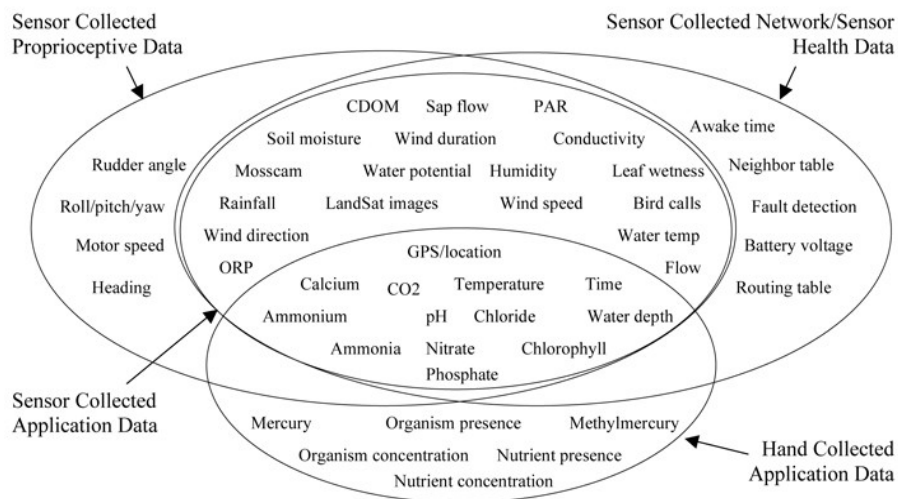 Sensor Collected
Proprioceptive Data
Sensor Collected Network/Sensor
Health Data
CDOM Sap flow PAR
Awake time
Soil moisture Wind duration Conductivity
Rudder angle
Mosscam Water potential Humidity Leaf wetness
Neighbor table
Roll/pitch/yaw
Rainfall LandSat images Wind speed Bird calls
Fault detection
Motor speed
Wind direction Water temp
Battery voltage
GPS/location
ORP Flow
Heading
Calcium CO2 Temperature Time
Routing table
Ammonium pH Chloride Water depth
Ammonia Nitrate Chlorophyll
Phosphate
Sensor Collected
Application Data
Mercury Organism presence Methylmercury
Organism concentration Nutrient presence
Nutrient concentration
Hand Collected
Application Data